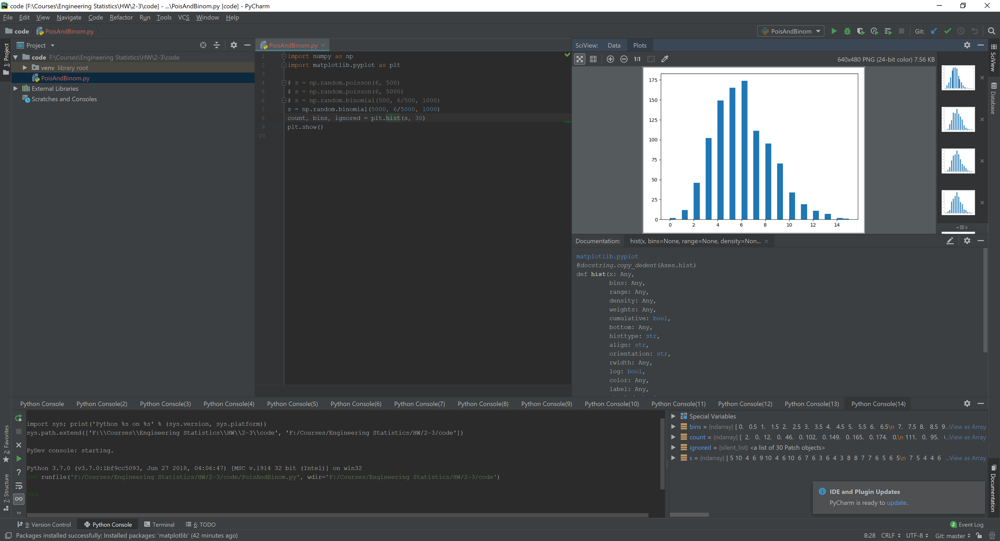 code [F:\Courses\Engineering Statistics\HW\2-3\code] - ...\PoisAndBinom.py [code] - PyCharm
File Edit View Navigate Code Refactor Run Tools VCS Window Help
code PoisAndBinom.py PoisAndBinom Git:
1: Project
Project
code F:\Courses\Engineering Statistics\HW\2-3\code
venv library root
PoisAndBinom.py
External Libraries
Scratches and Consoles
PoisAndBinom.py
1 import numpy as np
2 import matplotlib.pyplot as plt
3
4 # s = np.random.poisson(6, 500)
5 # s = np.random.poisson(6, 5000)
6 # s = np.random.binomial(500, 6/500, 1000)
7 s = np.random.binomial(5000, 6/5000, 1000)
8 count, bins, ignored = plt.hist(s, 30)
9 plt.show()
10
SciView: Data Plots
1:1 640x480 PNG (24-bit color) 7.56 KB
175
150
125
100
75
50
25
0
0 2 4 6 8 10 12 14
9
SciView
Database
Documentation: hist(x, bins=None, range=None, density=Non...
matplotlib.pyplot
@docstring.copy_dedent(Axes.hist)
def hist(x: Any,
bins: Any,
range: Any,
density: Any,
weights: Any,
cumulative: bool,
bottom: Any,
histtype: str,
align: str,
orientation: str,
rwidth: Any,
log: bool,
color: Any,
label: Any,
Python Console Python Console(2) Python Console(3) Python Console(4) Python Console(5) Python Console(6) Python Console(7) Python Console(8) Python Console(9) Python Console(10) Python Console(11) Python Console(12) Python Console(13) Python Console(14)
import sys; print('Python %s on %s' % (sys.version, sys.platform))
sys.path.extend(['F:\\Courses\\Engineering Statistics\\HW\\2-3\\code', 'F:/Courses/Engineering Statistics/HW/2-3/code'])
PyDev console: starting.
Python 3.7.0 (v3.7.0:1bf9cc5093, Jun 27 2018, 04:06:47) [MSC v.1914 32 bit (Intel)] on win32
>>> runfile('F:/Courses/Engineering Statistics/HW/2-3/code/PoisAndBinom.py', wdir='F:/Courses/Engineering Statistics/HW/2-3/code')
>>>
Special Variables
bins = {ndarray} [ 0. 0.5 1. 1.5 2. 2.5 3. 3.5 4. 4.5 5. 5.5 6. 6.5\n 7. 7.5 8. 8.5 9...View as Array
count = {ndarray} [ 2. 0. 12. 0. 46. 0. 102. 0. 149. 0. 165. 0. 174. 0.\n 111. 0. 95. (...View as Array
ignored = {silent_list} <a list of 30 Patch objects>
s = {ndarray} [ 5 10 4 6 9 10 4 6 10 6 7 6 3 6 4 3 8 8 7 7 6 5 6 5\n 7 5 4 4 6 ...View as Array
2: Favorites
7: Structure
Documentation
IDE and Plugin Updates
PyCharm is ready to update.
9: Version Control Python Console Terminal 6: TODO 2 Event Log
Packages installed successfully: Installed packages: 'matplotlib' (42 minutes ago) 8:28 CRLF UTF-8 Git: master